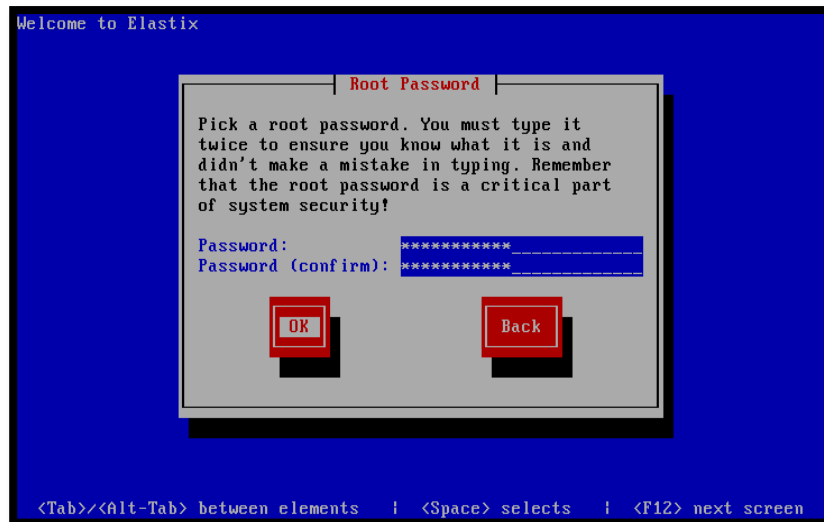 Welcome to Elastix
Root Password
Pick a root password. You must type it
twice to ensure you know what it is and
didn't make a mistake in typing. Remember
that the root password is a critical part
of system security!
Password: ***********
Password (confirm): ***********
OK Back
<Tab>/<Alt-Tab> between elements | <Space> selects | <F12> next screen